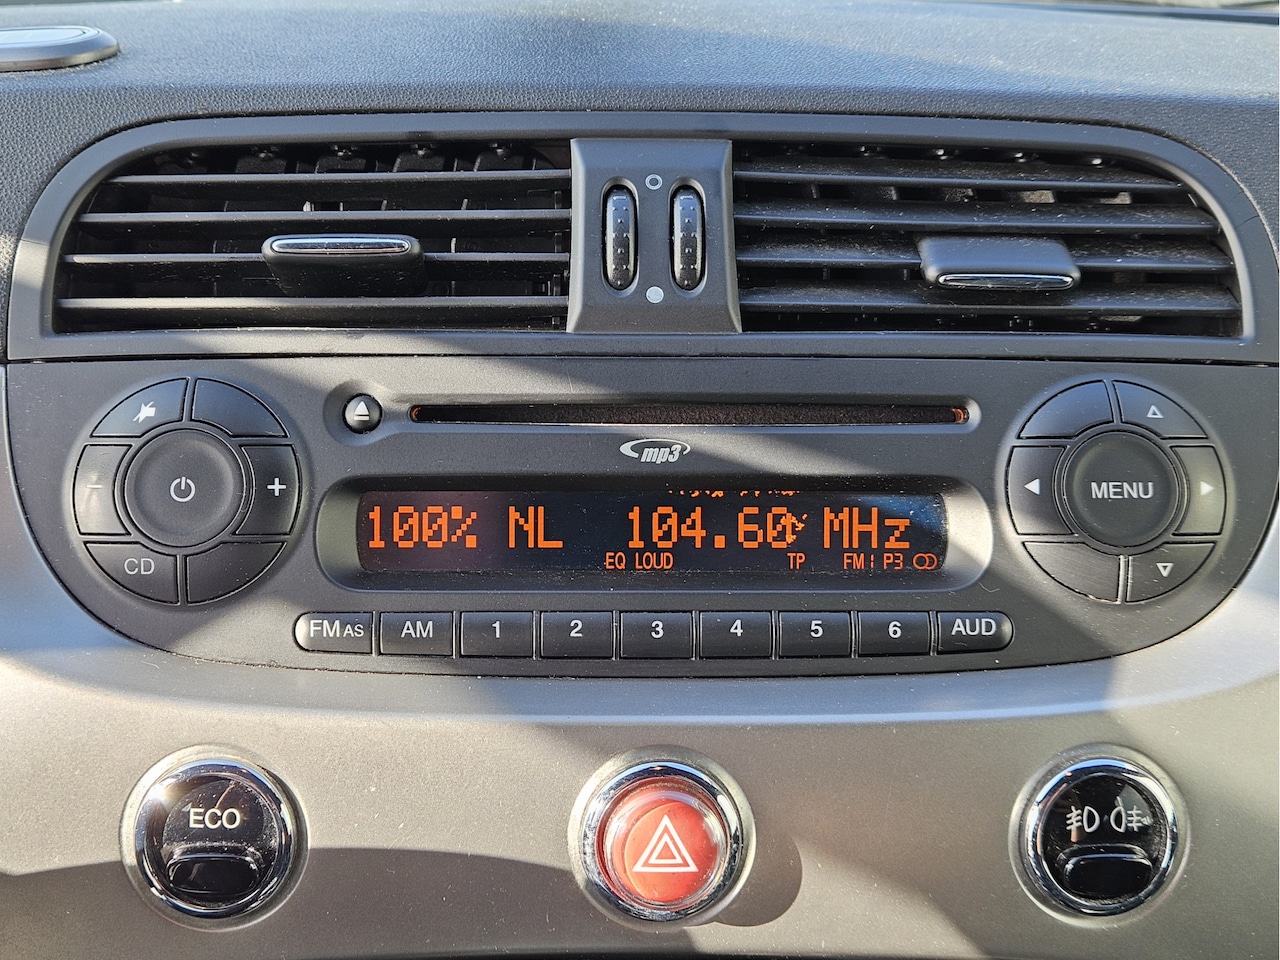 mp3
100% NL 104.60 MHz
EQ LOUD TP FM1 P3
- +
CD
MENU
FM AS AM 1 2 3 4 5 6 AUD
ECO